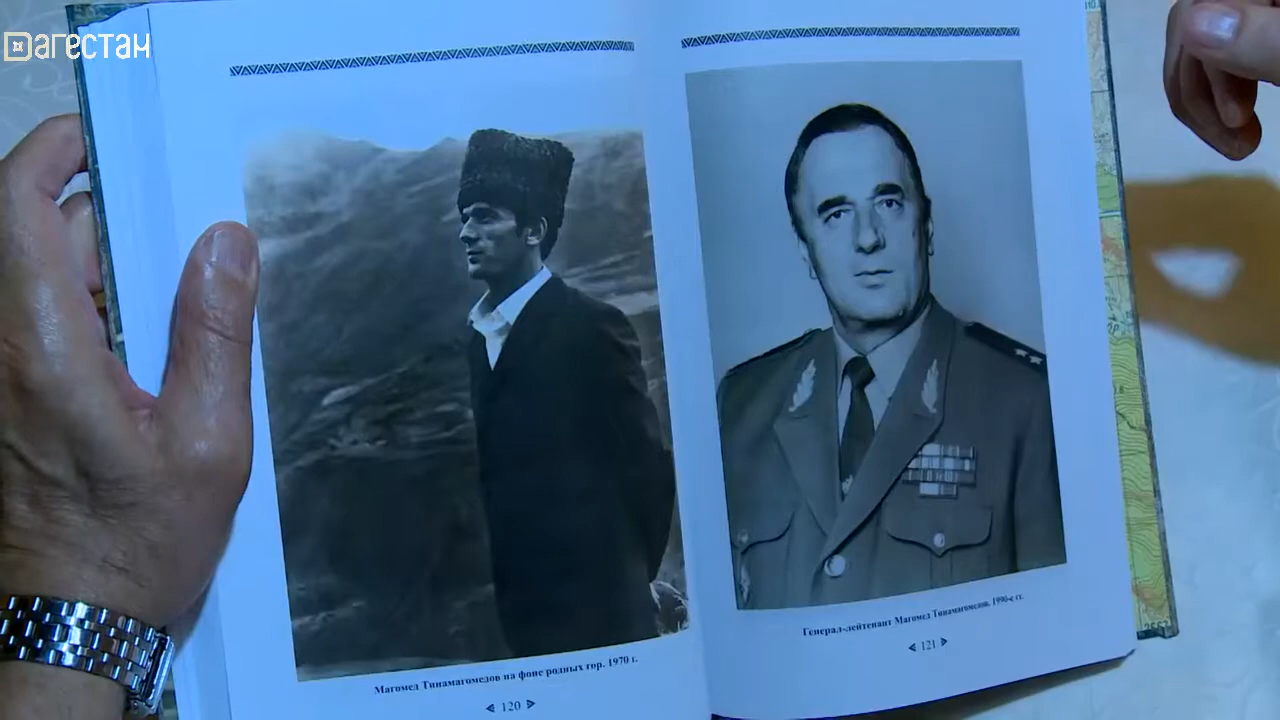 Дагестан
Магомед Тинамагомедов на фоне родных гор. 1970 г.
120
Генерал-лейтенант Магомед Тинамагомедов. 1990-е гг.
121